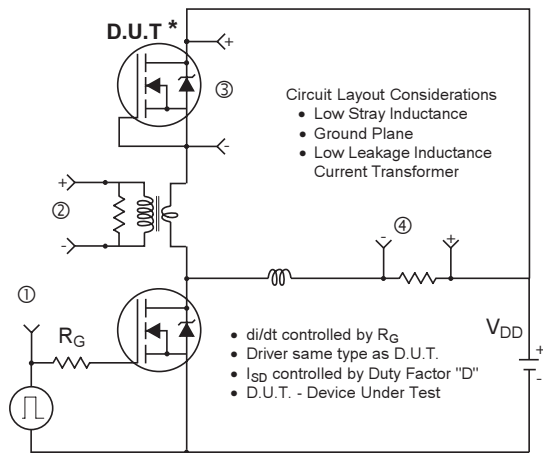 D.U.T *
+
③
-
Circuit Layout Considerations
• Low Stray Inductance
• Ground Plane
• Low Leakage Inductance
Current Transformer
+
②
-
④
- +
①
RG
• di/dt controlled by RG
• Driver same type as D.U.T.
• ISD controlled by Duty Factor "D"
• D.U.T. - Device Under Test
VDD
+
-